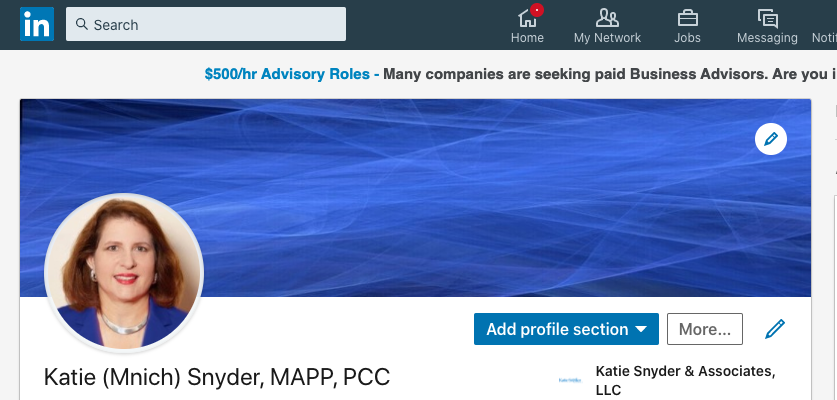 in
Search
Home
My Network
Jobs
Messaging
Notif
$500/hr Advisory Roles - Many companies are seeking paid Business Advisors. Are you i
Add profile section
More...
Katie (Mnich) Snyder, MAPP, PCC
Katie Snyder & Associates,
LLC